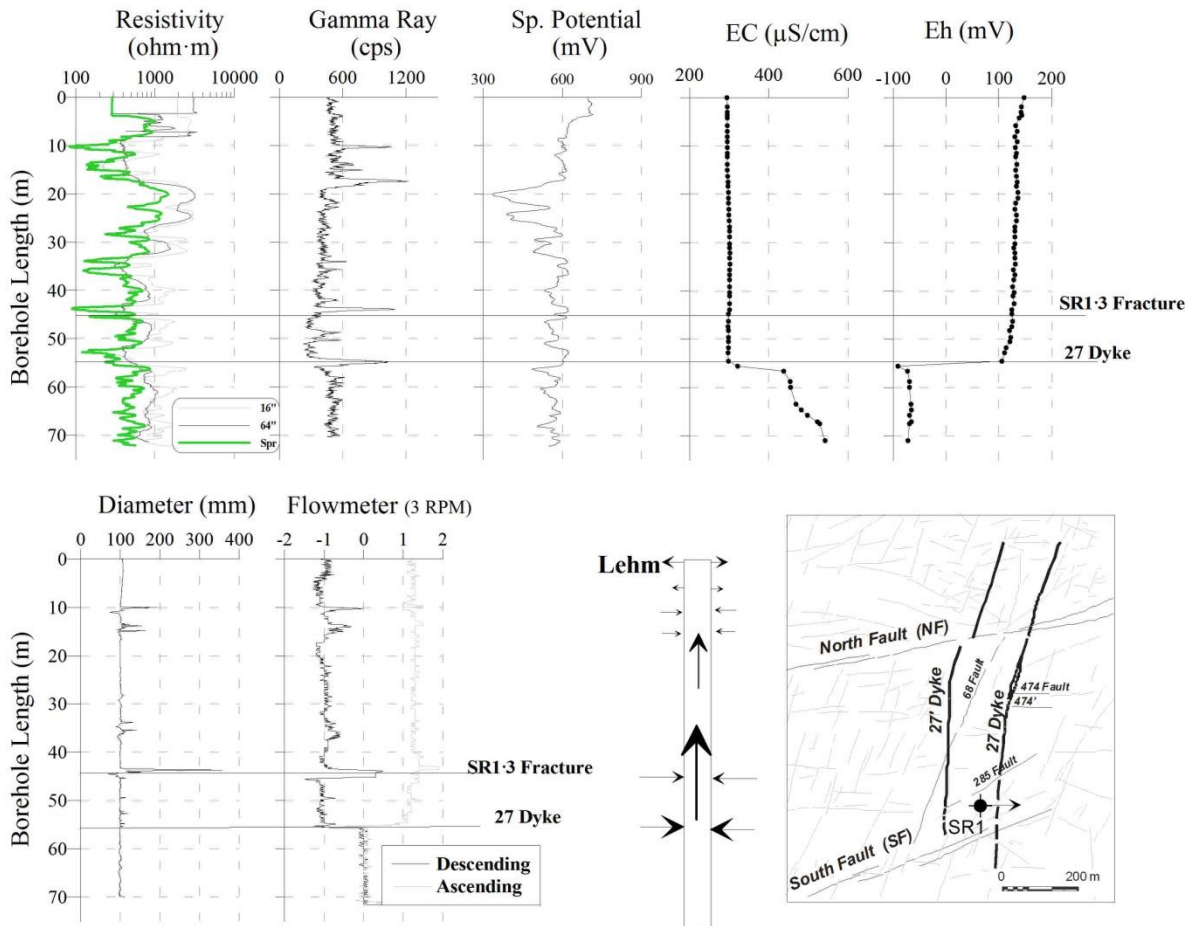 Resistivity
(ohm·m)
Gamma Ray
(cps)
Sp. Potential
(mV)
EC (µS/cm)
Eh (mV)
100 1000 10000
0 600 1200
300 600 900
200 400 600
-100 0 100 200
Borehole Length (m)
0
10
20
30
40
50
60
70
SR1·3 Fracture
27 Dyke
16"
64"
Spr
Diameter (mm)
Flowmeter (3 RPM)
0 100 200 300 400
-2 -1 0 1 2
Borehole Length (m)
0
10
20
30
40
50
60
70
SR1·3 Fracture
27 Dyke
Descending
Ascending
Lehm
North Fault (NF)
68 Fault
27' Dyke
27 Dyke
474 Fault
474'
285 Fault
SR1
South Fault (SF)
0 200 m